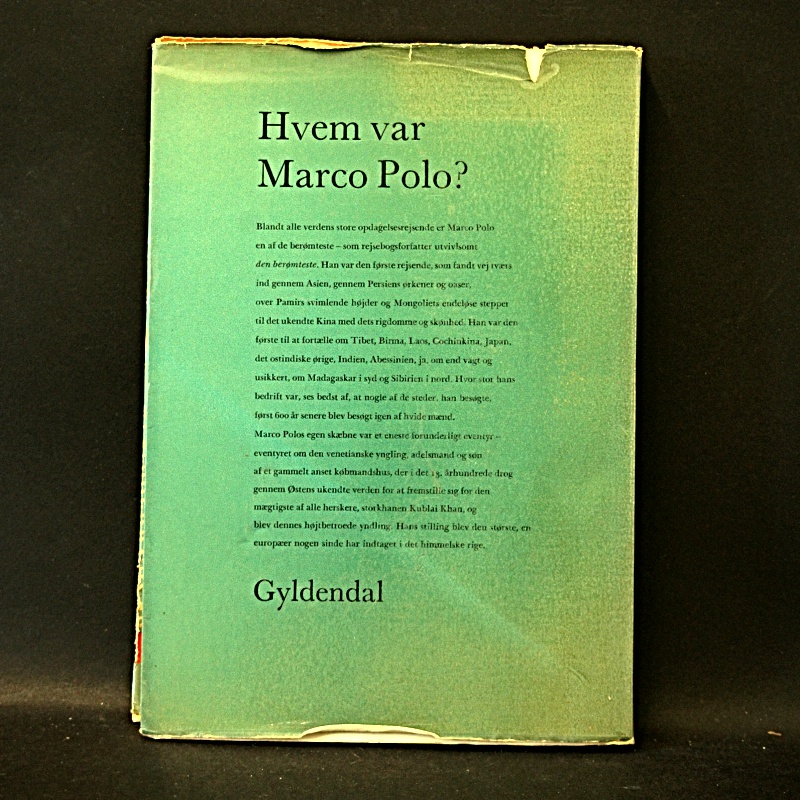 Hvem var
Marco Polo?
Blandt alle verdens store opdagelsesrejsende er Marco Polo
en af de berømteste – som rejsebogsforfatter utvivlsomt
den berømteste. Han var den første rejsende, som fandt vej tværs
ind gennem Asien, gennem Persiens ørkener og oaser,
over Pamirs svimlende højder og Mongoliets endeløse stepper
til det ukendte Kina med dets rigdomme og skønhed. Han var den
første til at fortælle om Tibet, Birma, Laos, Cochinkina, Japan,
det ostindiske ørige, Indien, Abessinien, ja, om end vagt og
usikkert, om Madagaskar i syd og Sibirien i nord. Hvor stor hans
bedrift var, ses bedst af, at nogle af de steder, han besøgte,
først 600 år senere blev besøgt igen af hvide mænd.
Marco Polos egen skæbne var et eneste forunderligt eventyr –
eventyret om den venetianske yngling, adelsmand og søn
af et gammelt anset købmandshus, der i det 13. århundrede drog
gennem Østens ukendte verden for at fremstille sig for den
mægtigste af alle herskere, storkhanen Kublai Khan, og
blev dennes højtbetroede yndling. Hans stilling blev den største, en
europæer nogen sinde har indtaget i det himmelske rige.
Gyldendal